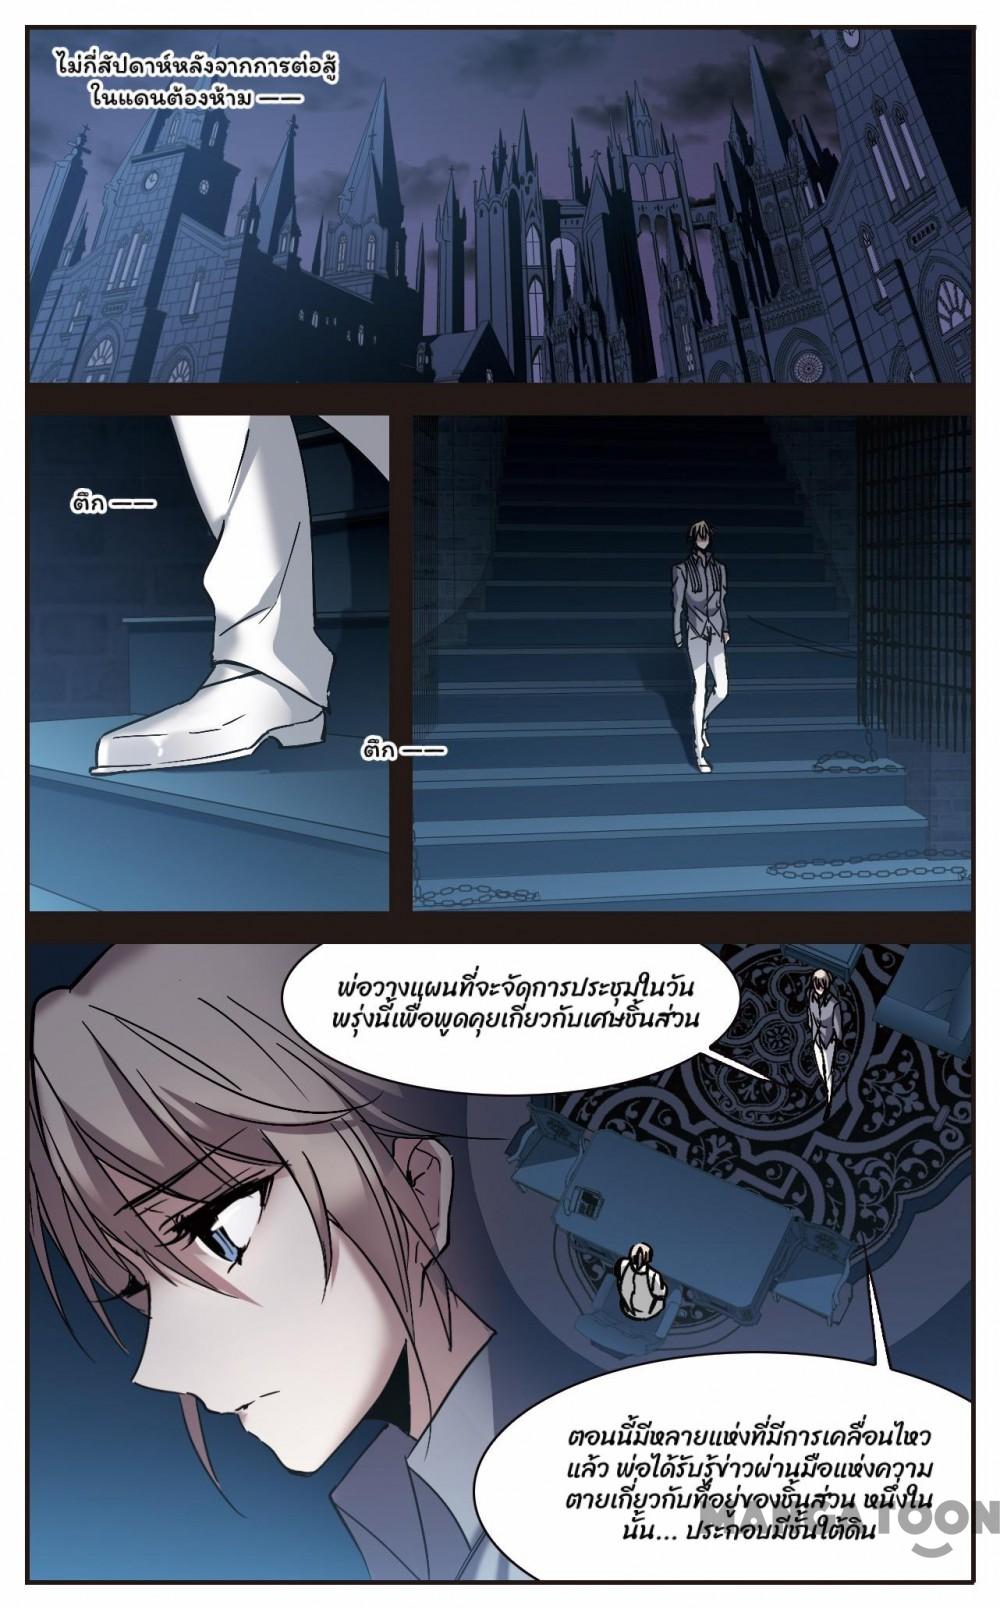 ไม่กี่สัปดาห์หลังจากการต่อสู้
ในแดนต้องห้าม ——
ตึก ——
ตึก ——
พ่อวางแผนที่จะจัดการประชุมในวัน
พรุ่งนี้เพื่อพูดคุยเกี่ยวกับเศษชิ้นส่วน
ตอนนี้มีหลายแห่งที่มีการเคลื่อนไหว
แล้ว พ่อได้รับรู้ข่าวผ่านมือแห่งความ
ตายเกี่ยวกับที่อยู่ของชิ้นส่วน หนึ่งใน
นั้น... ประกอบมีชั้นใต้ดิน
MANGATOON